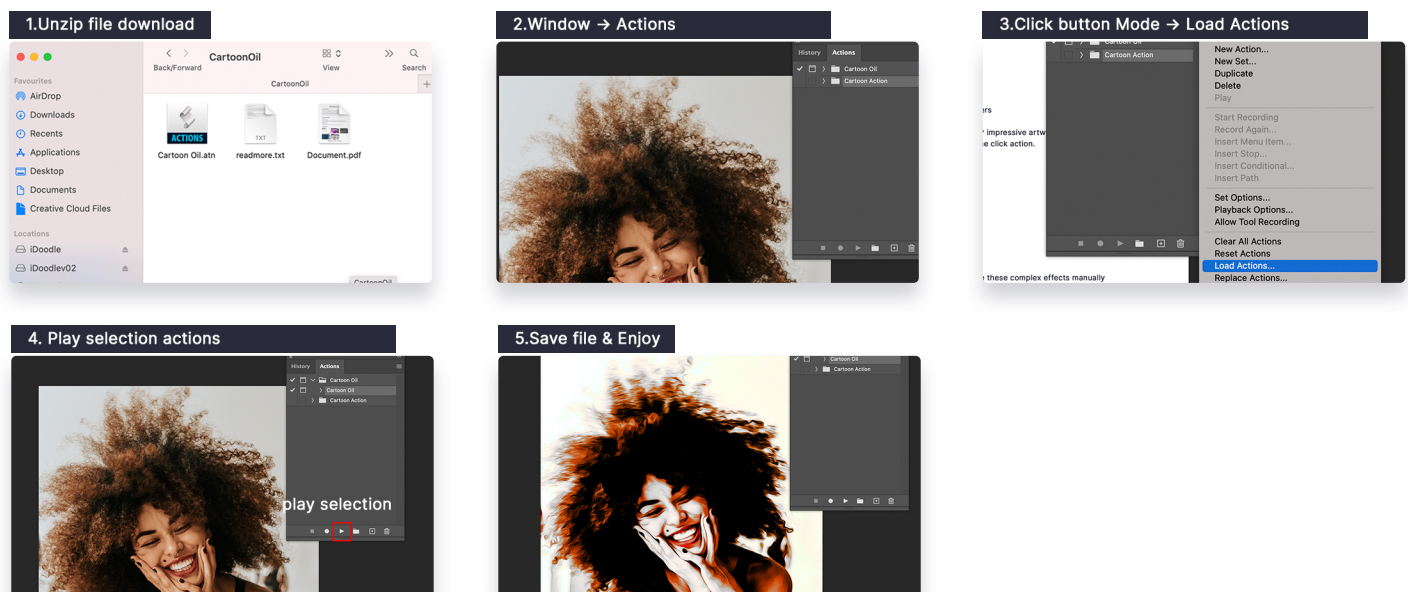 1.Unzip file download
CartoonOil
Back/Forward
View
Search
CartoonOil
Favourites
AirDrop
Downloads
Recents
Applications
Desktop
Documents
Creative Cloud Files
Locations
iDoodle
iDoodlev02
ACTIONS
TXT
Cartoon Oil.atn
readmore.txt
Document.pdf
CartoonOil
2.Window → Actions
History Actions
Cartoon Oil
Cartoon Action
3.Click button Mode → Load Actions
Cartoon Oil
Cartoon Action
ers
impressive artw
e click action.
these complex effects manually
New Action...
New Set...
Duplicate
Delete
Play
Start Recording
Record Again...
Insert Menu Item...
Insert Stop...
Insert Conditional...
Insert Path
Set Options...
Playback Options...
Allow Tool Recording
Clear All Actions
Reset Actions
Load Actions...
Replace Actions...
4. Play selection actions
History Actions
Cartoon Oil
Cartoon Oil
Cartoon Action
play selection
5.Save file & Enjoy
Cartoon Oil
Cartoon Action